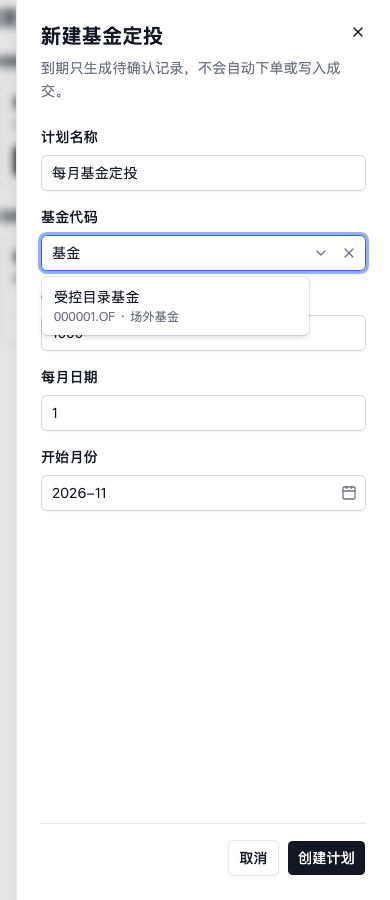 新建基金定投
到期只生成待确认记录，不会自动下单或写入成
交。
计划名称
每月基金定投
基金代码
基金
受控目录基金
000001.OF · 场外基金
每月日期
1
开始月份
2026-11
取消
创建计划